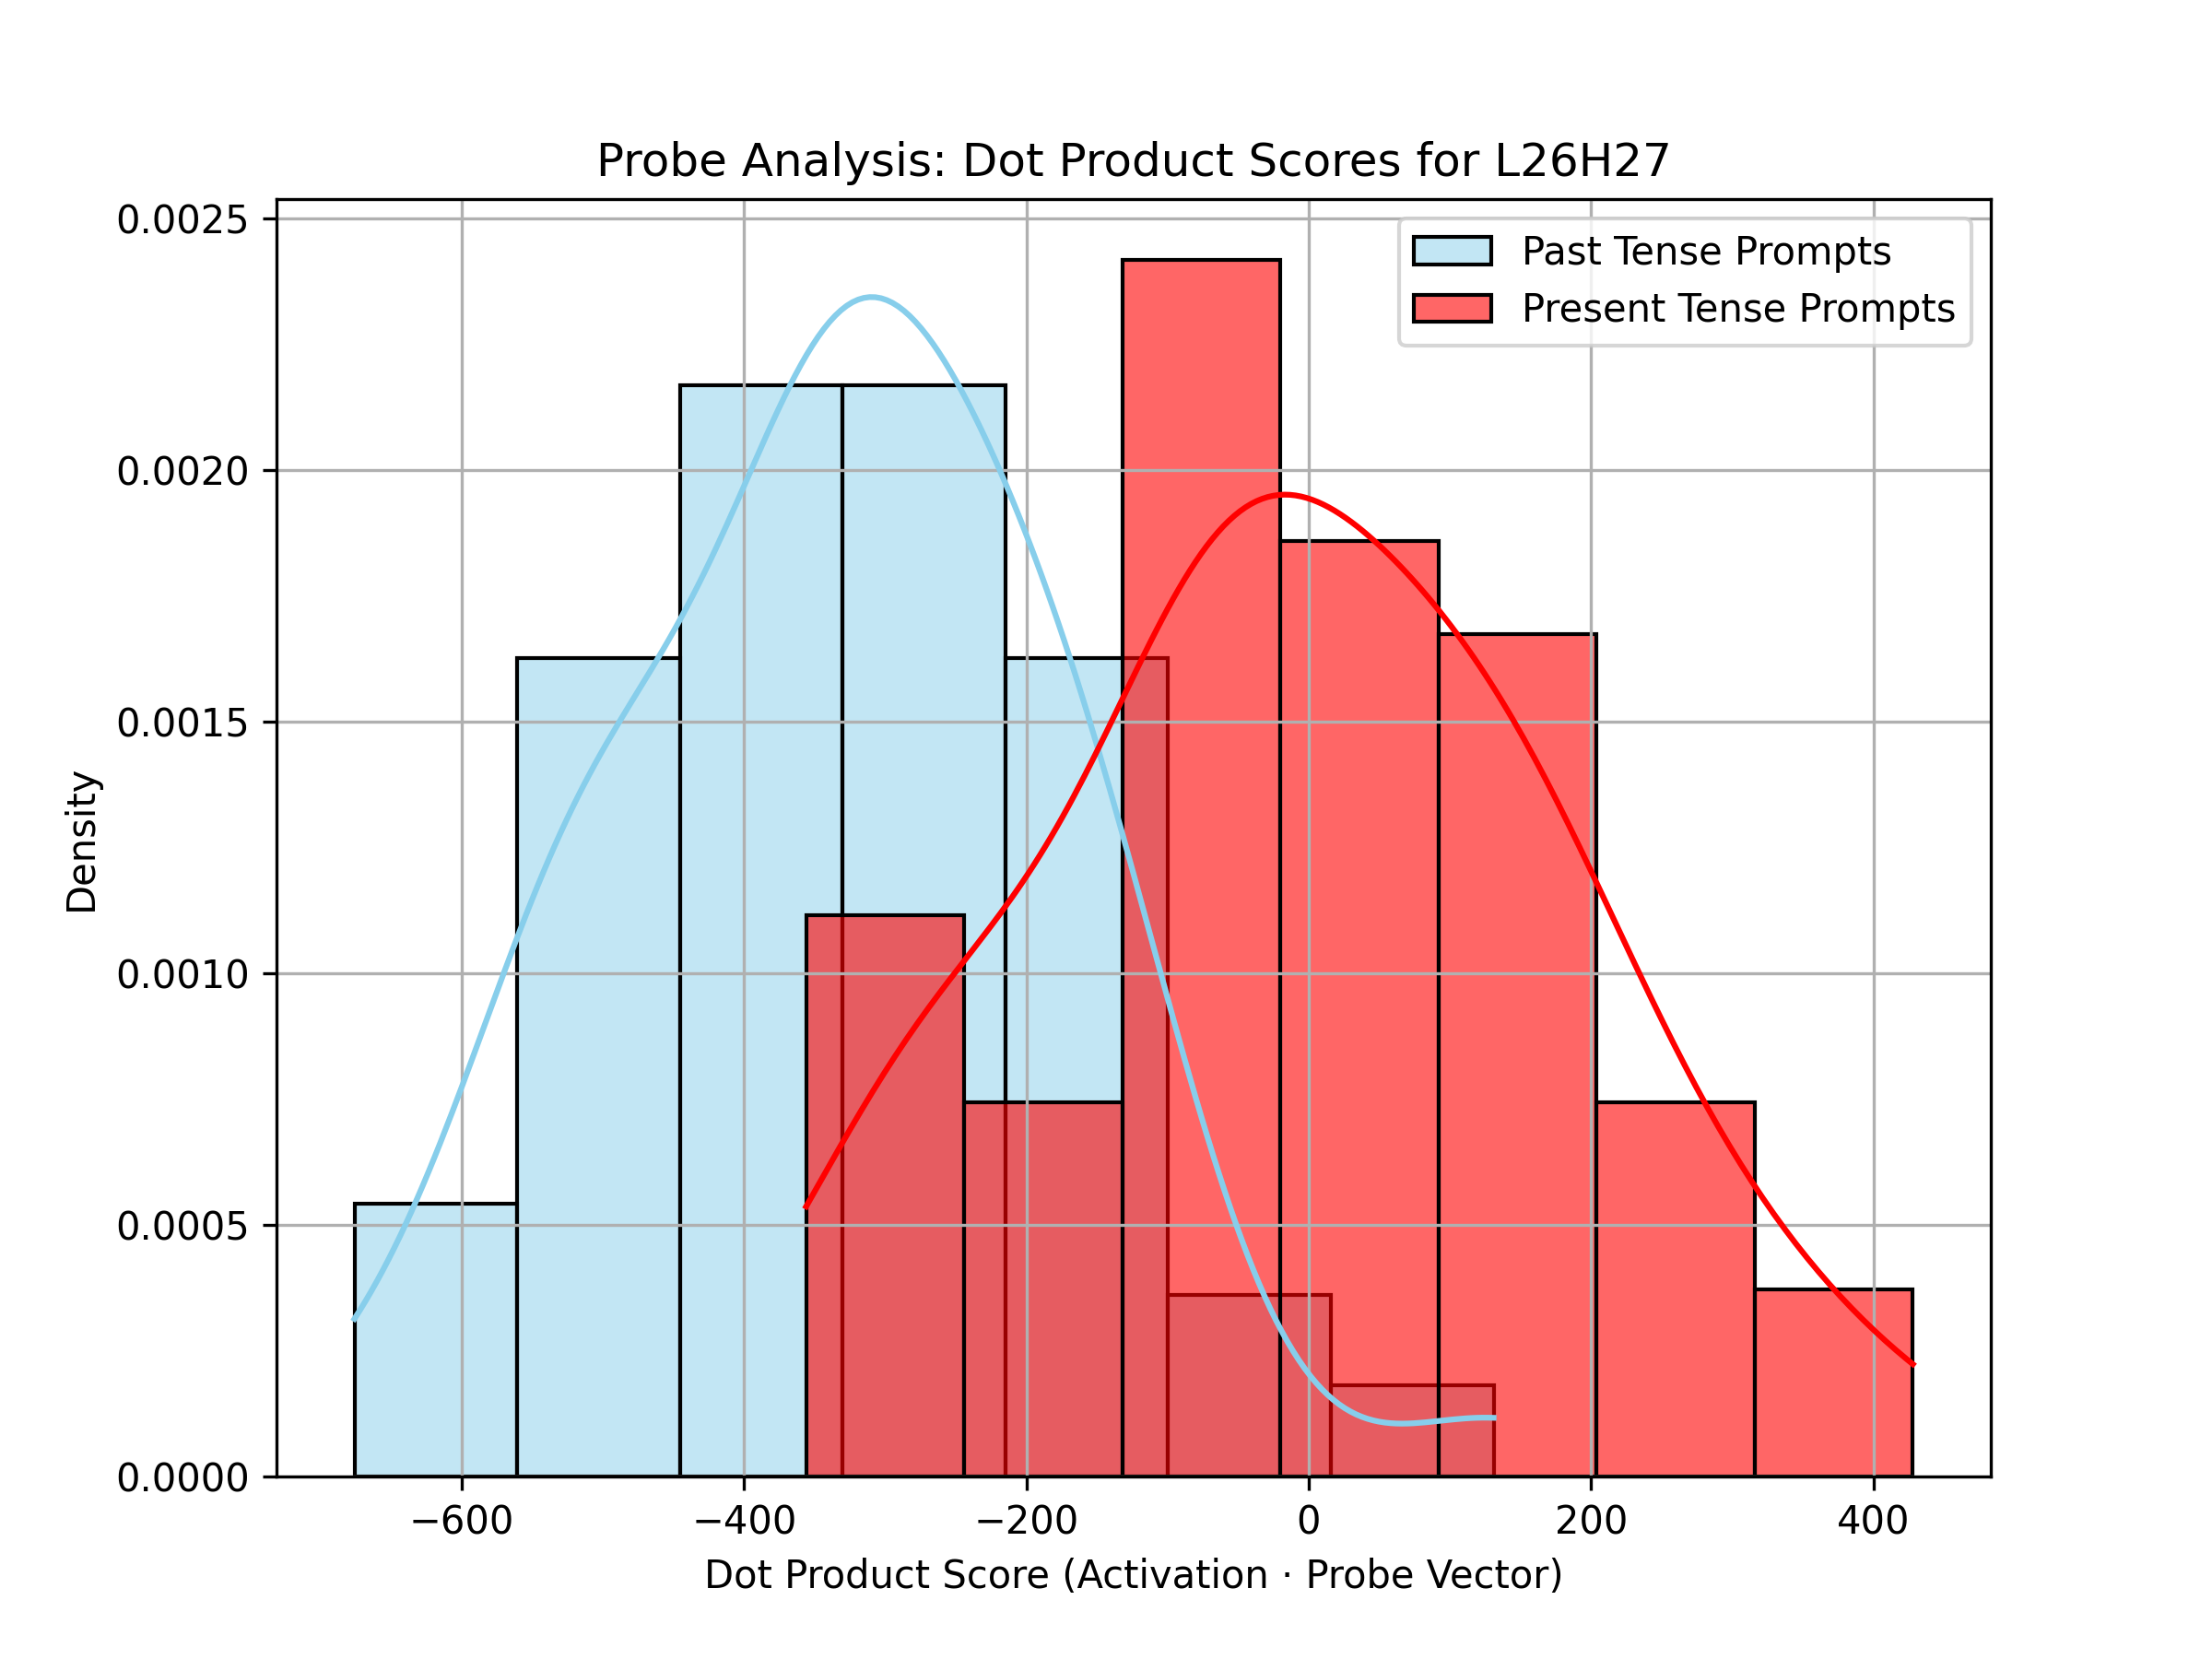 Probe Analysis: Dot Product Scores for L26H27
Past Tense Prompts
Present Tense Prompts
0.0025
0.0020
0.0015
0.0010
0.0005
0.0000
Density
−600
−400
−200
0
200
400
Dot Product Score (Activation · Probe Vector)